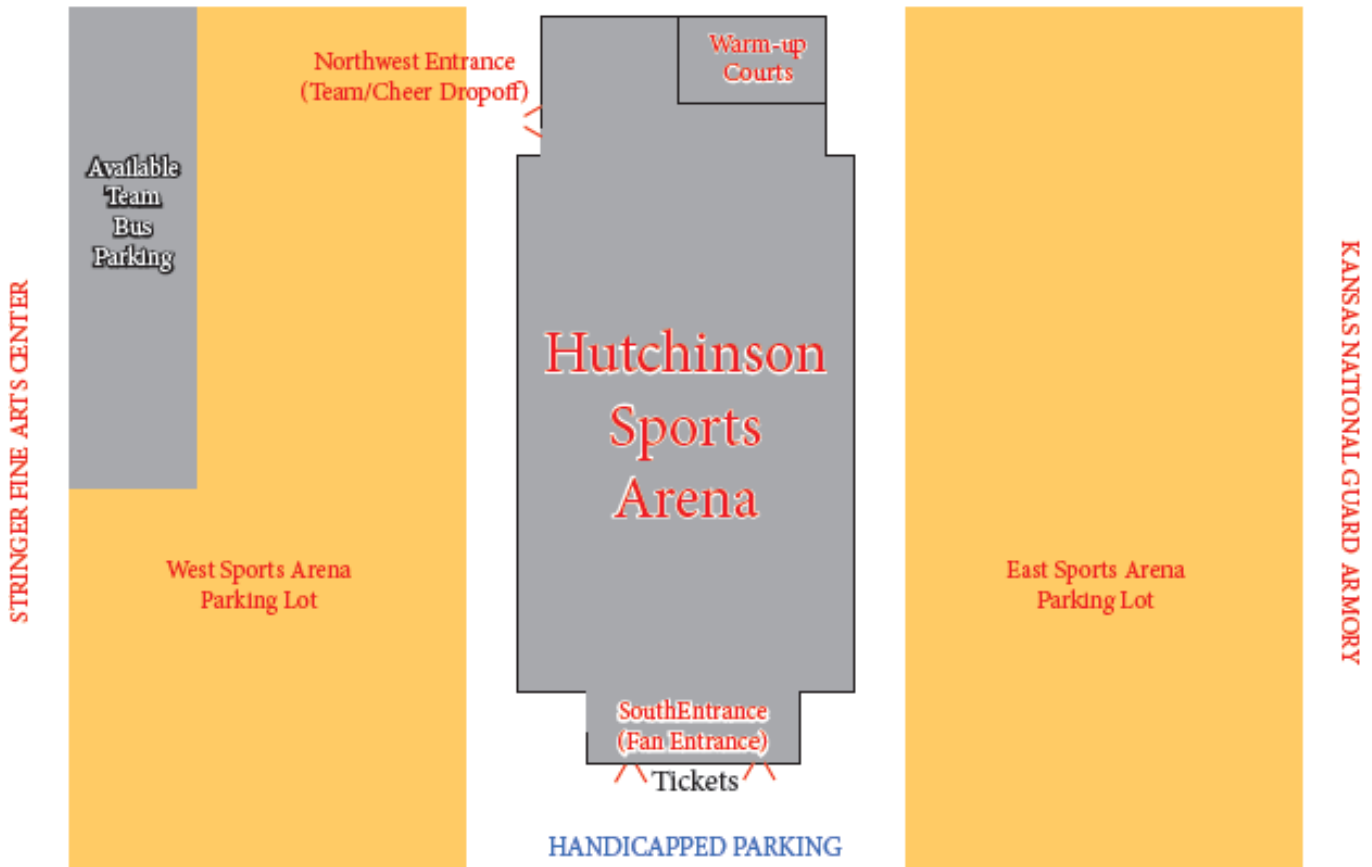 Northwest Entrance
(Team/Cheer Dropoff)
Warm-up
Courts
Available
Team
Bus
Parking
STRINGER FINE ARTS CENTER
Hutchinson
Sports
Arena
KANSAS NATIONAL GUARD ARMORY
West Sports Arena
Parking Lot
East Sports Arena
Parking Lot
SouthEntrance
(Fan Entrance)
Tickets
HANDICAPPED PARKING